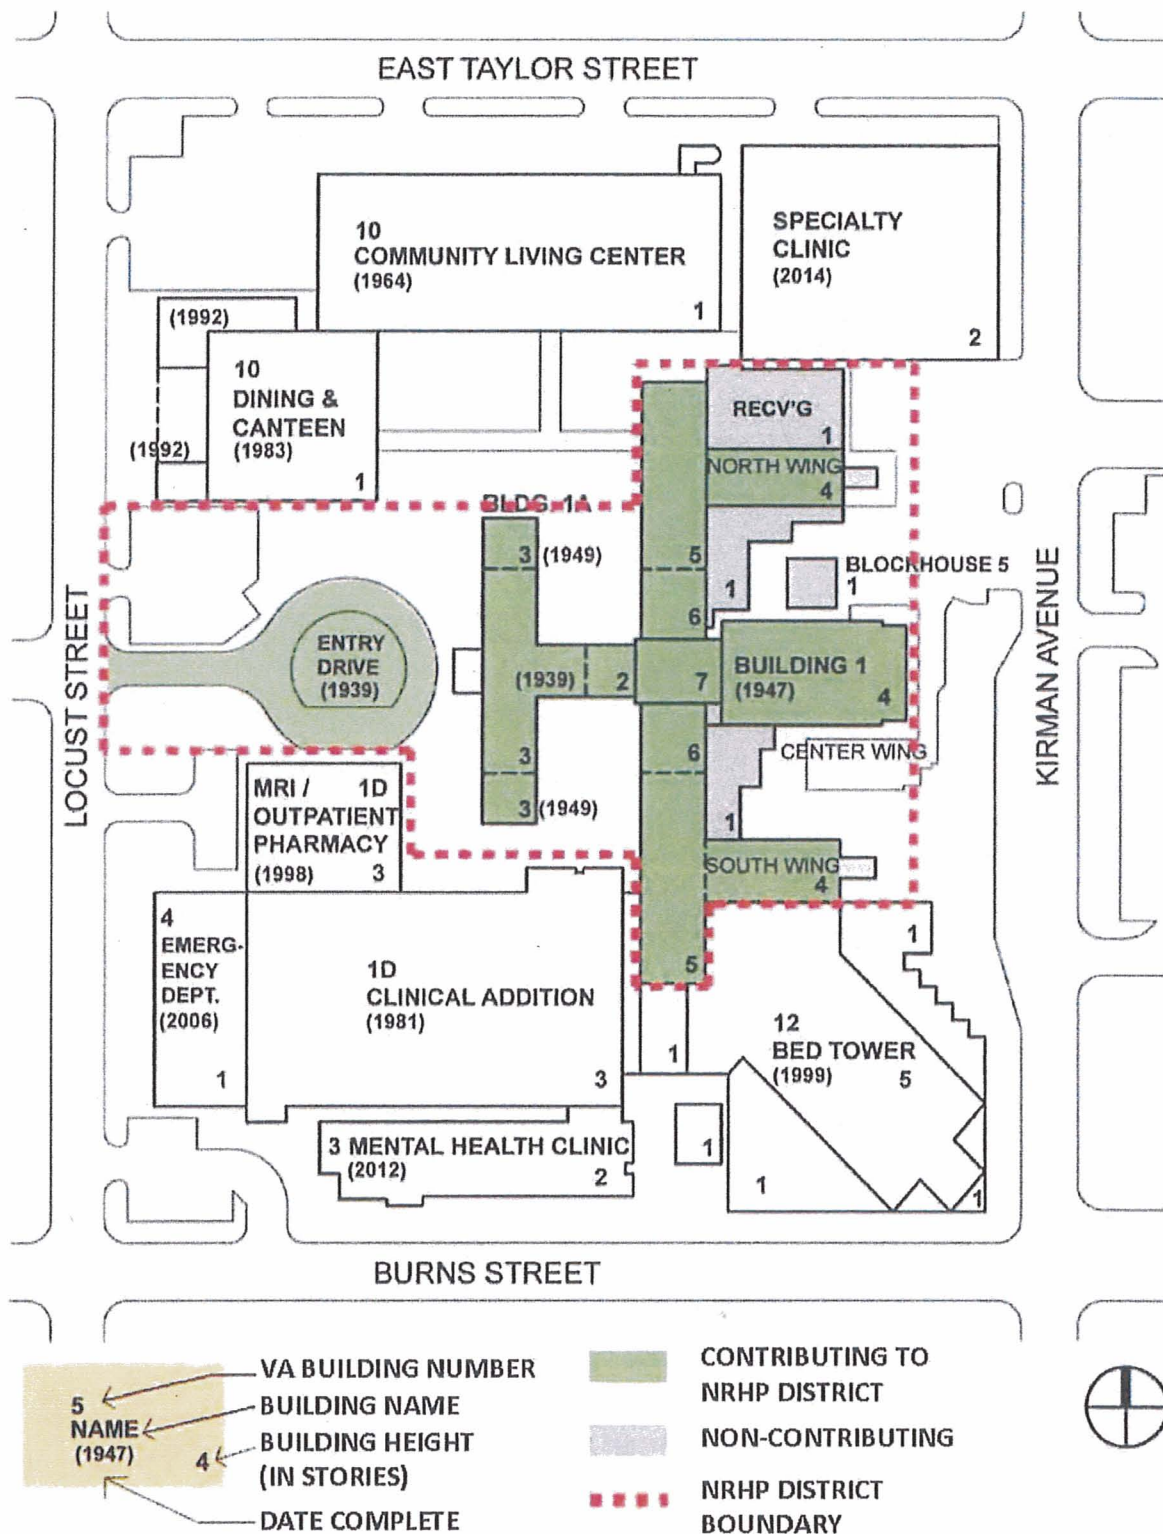 EAST TAYLOR STREET
10
COMMUNITY LIVING CENTER
(1964)
1
SPECIALTY
CLINIC
(2014)
2
(1992)
10
DINING &
CANTEEN
(1983)
(1992)
1
RECV'G
1
NORTH WING
4
BLDG. 1A
3 (1949)
5
1
BLOCKHOUSE 5
1
6
LOCUST STREET
KIRMAN AVENUE
ENTRY
DRIVE
(1939)
(1939)
2
7
BUILDING 1
(1947)
4
3
6
CENTER WING
3 (1949)
1
MRI / 1D
OUTPATIENT
PHARMACY
(1998) 3
SOUTH WING
4
4
EMERG-
ENCY
DEPT.
(2006)
1
1D
CLINICAL ADDITION
(1981)
3
5
1
1
12
BED TOWER
(1999)
5
3 MENTAL HEALTH CLINIC
(2012)
2
1
1
1
BURNS STREET
5
NAME
(1947)
4
VA BUILDING NUMBER
BUILDING NAME
BUILDING HEIGHT
(IN STORIES)
DATE COMPLETE
CONTRIBUTING TO
NRHP DISTRICT
NON-CONTRIBUTING
NRHP DISTRICT
BOUNDARY